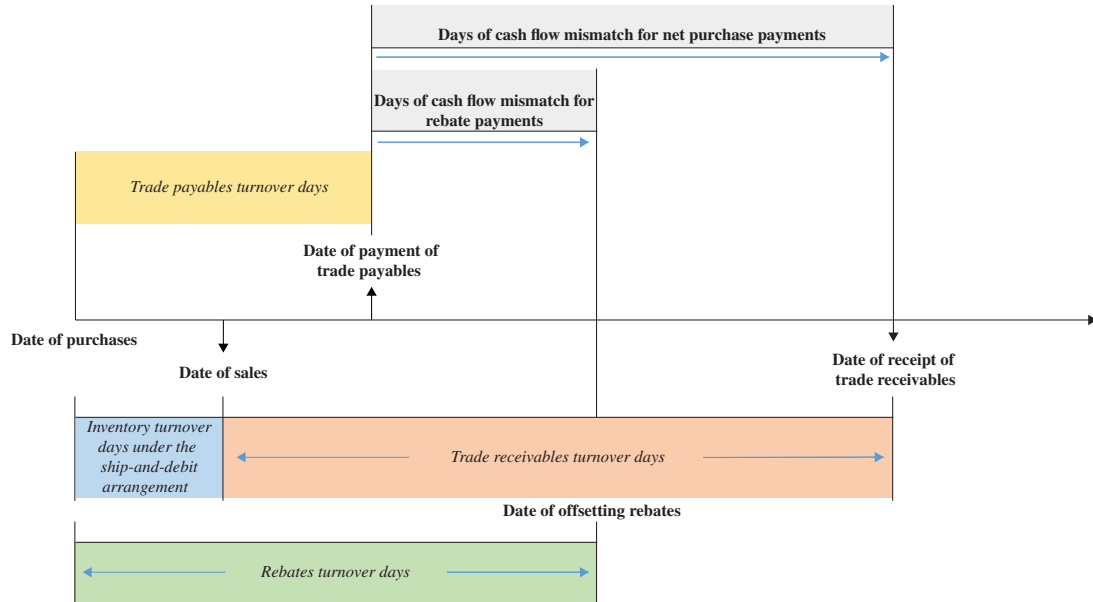 Days of cash flow mismatch for net purchase payments
Days of cash flow mismatch for
rebate payments
Trade payables turnover days
Date of payment of
trade payables
Date of purchases
Date of sales
Date of receipt of
trade receivables
Inventory turnover
days under the
ship-and-debit
arrangement
Trade receivables turnover days
Date of offsetting rebates
Rebates turnover days